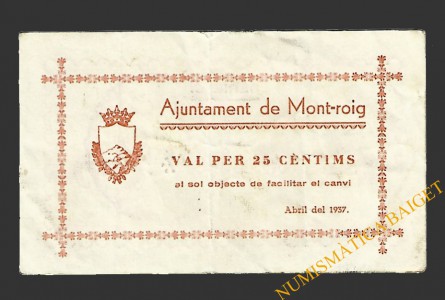 Ajuntament de Mont-roig
VAL PER 25 CÈNTIMS
al sol objecte de facilitar el canvi
Abril del 1937.
NUMISMÀTICA BAIGET